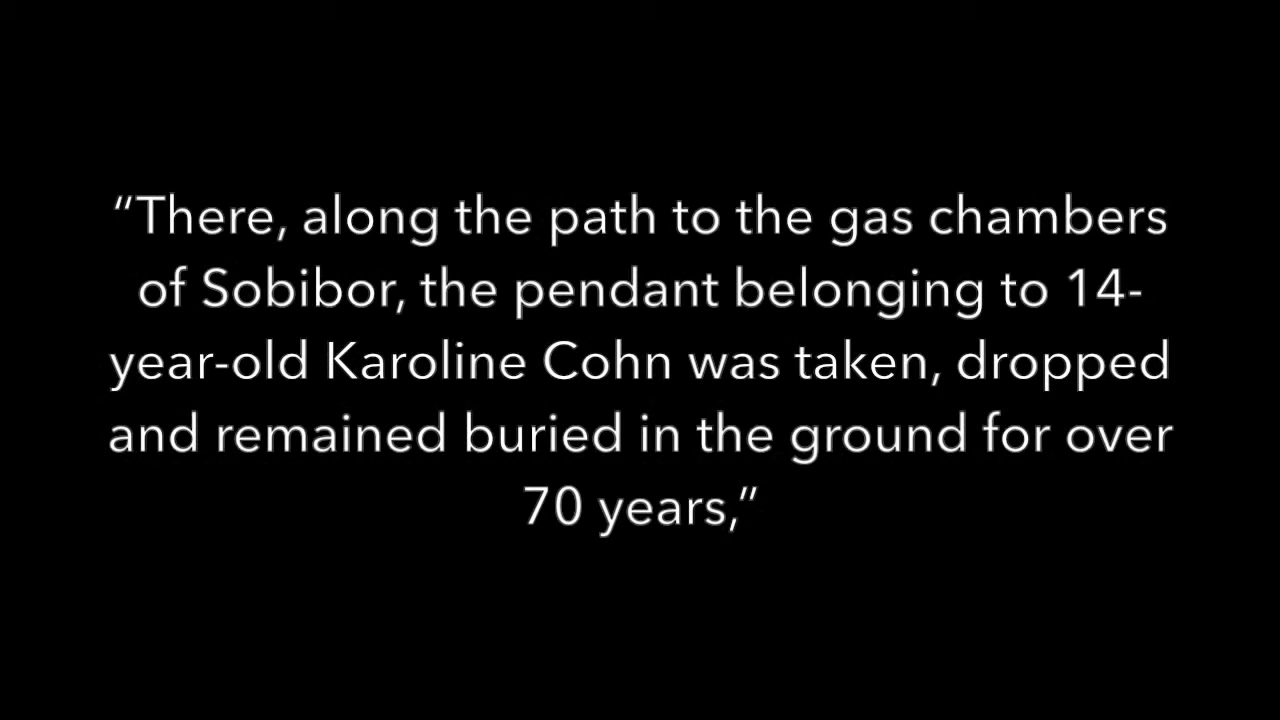 “There, along the path to the gas chambers
of Sobibor, the pendant belonging to 14-
year-old Karoline Cohn was taken, dropped
and remained buried in the ground for over
70 years,”